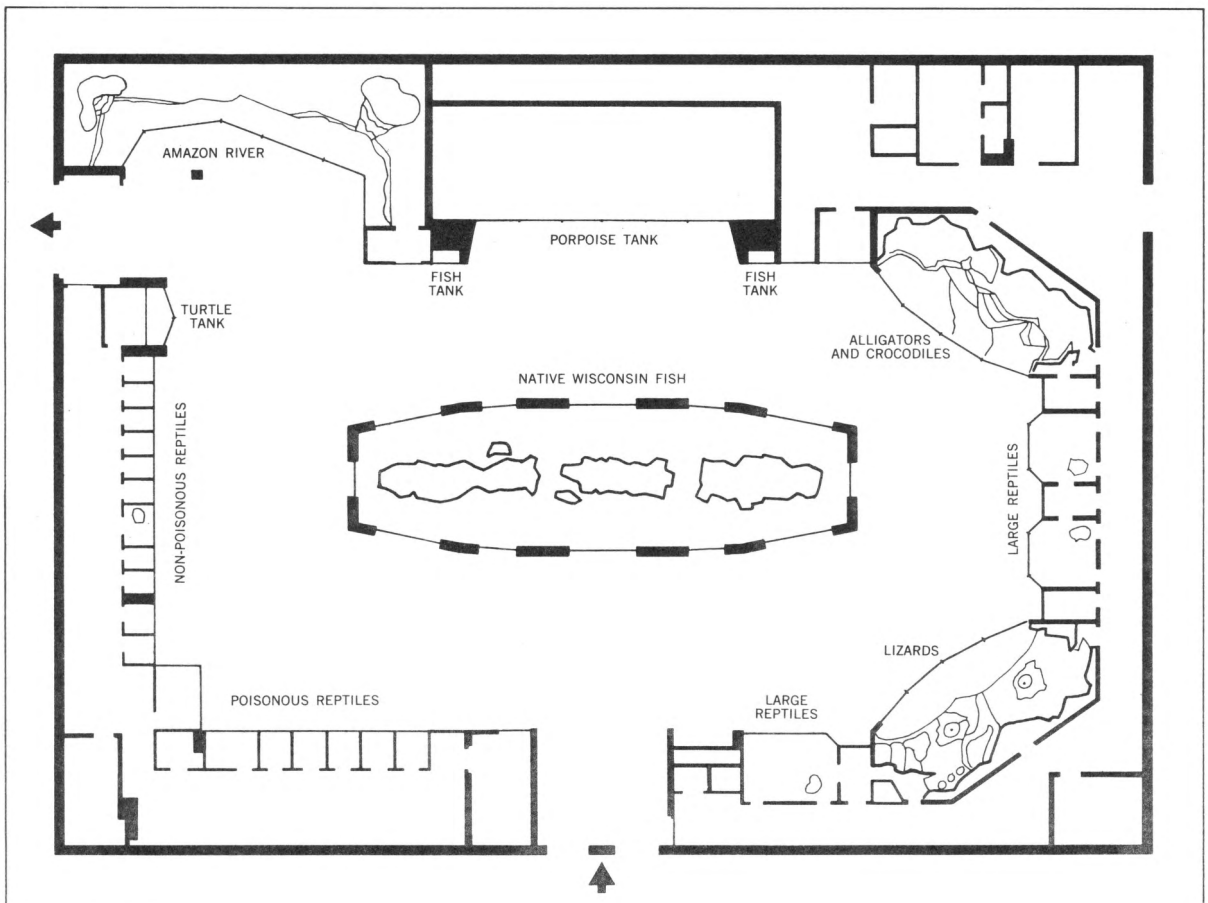 AMAZON RIVER
PORPOISE TANK
FISH
TANK
FISH
TANK
TURTLE
TANK
ALLIGATORS
AND CROCODILES
NATIVE WISCONSIN FISH
NON-POISONOUS REPTILES
LARGE REPTILES
LIZARDS
POISONOUS REPTILES
LARGE
REPTILES